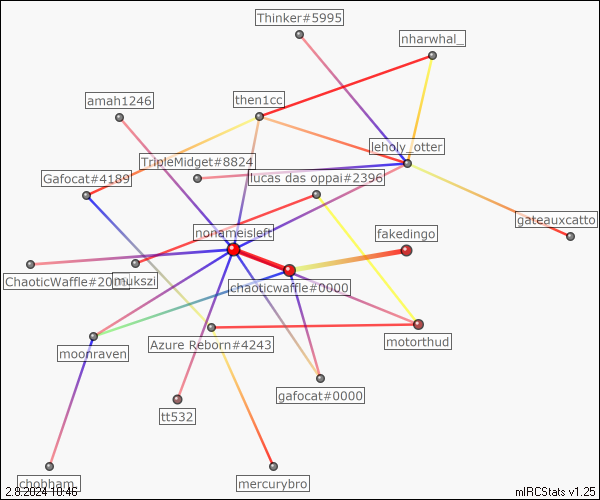 Thinker#5995
nharwhal_
amah1246
then1cc
leholy_otter
TripleMidget#8824
Gafocat#4189
lucas das oppai#2396
gateauxcatto
nonameisleft
fakedingo
ChaoticWaffle#20
mukszi
chaoticwaffle#0000
moonraven
Azure Reborn#4243
motorthud
gafocat#0000
tt532
chobham_
mercurybro
2.8.2024 10:46
mIRCStats v1.25